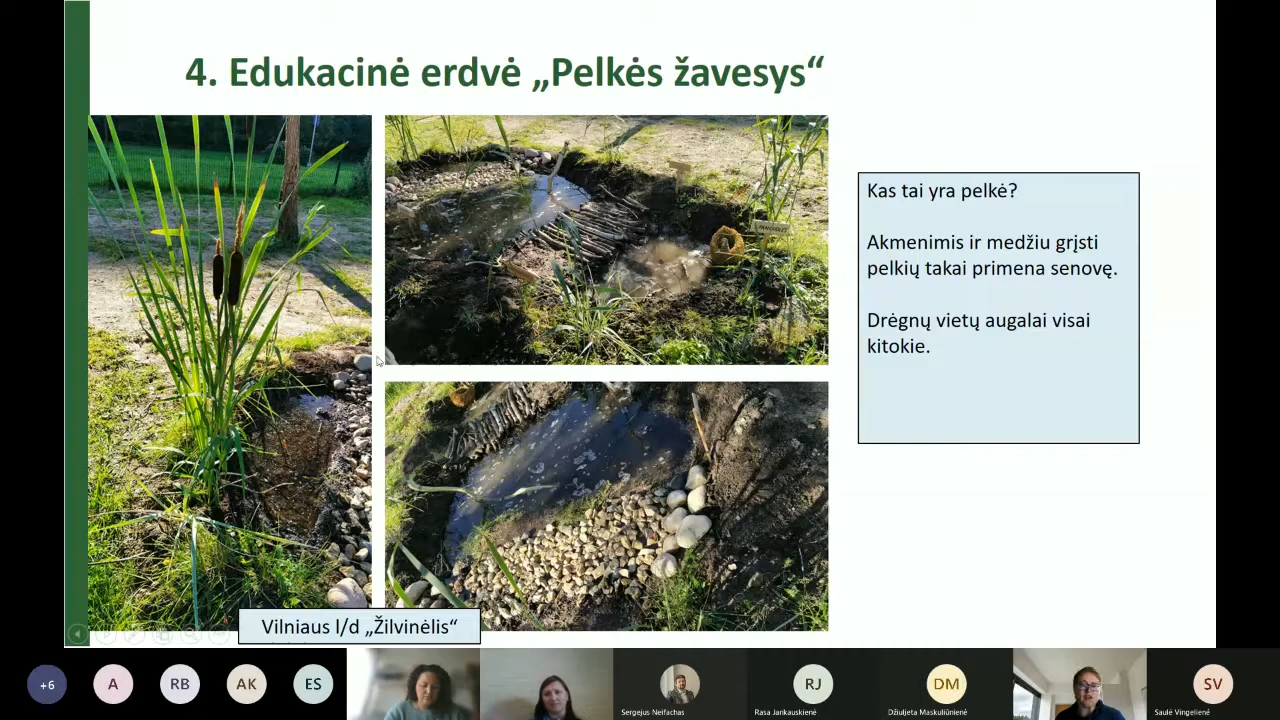 4. Edukacinė erdvė „Pelkės žavesys“
Kas tai yra pelkė?
Akmenimis ir medžiu grįsti
pelkių takai primena senovę.
Drėgnų vietų augalai visai
kitokie.
Vilniaus l/d „Žilvinėlis“
+6
A
RB
AK
ES
Sergejus Neifachas
RJ
Rasa Jankauskienė
DM
Džiuljeta Maskuliūnienė
SV
Saulė Vingelienė